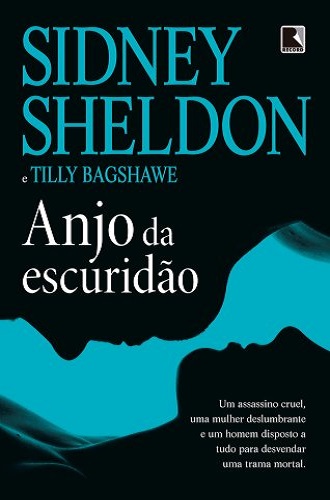 SIDNEY
SHELDON
e TILLY BAGSHAWE
Anjo da
escuridão
Um assassino cruel,
uma mulher deslumbrante
e um homem disposto a
tudo para desvendar
uma trama mortal.
R
RECORD